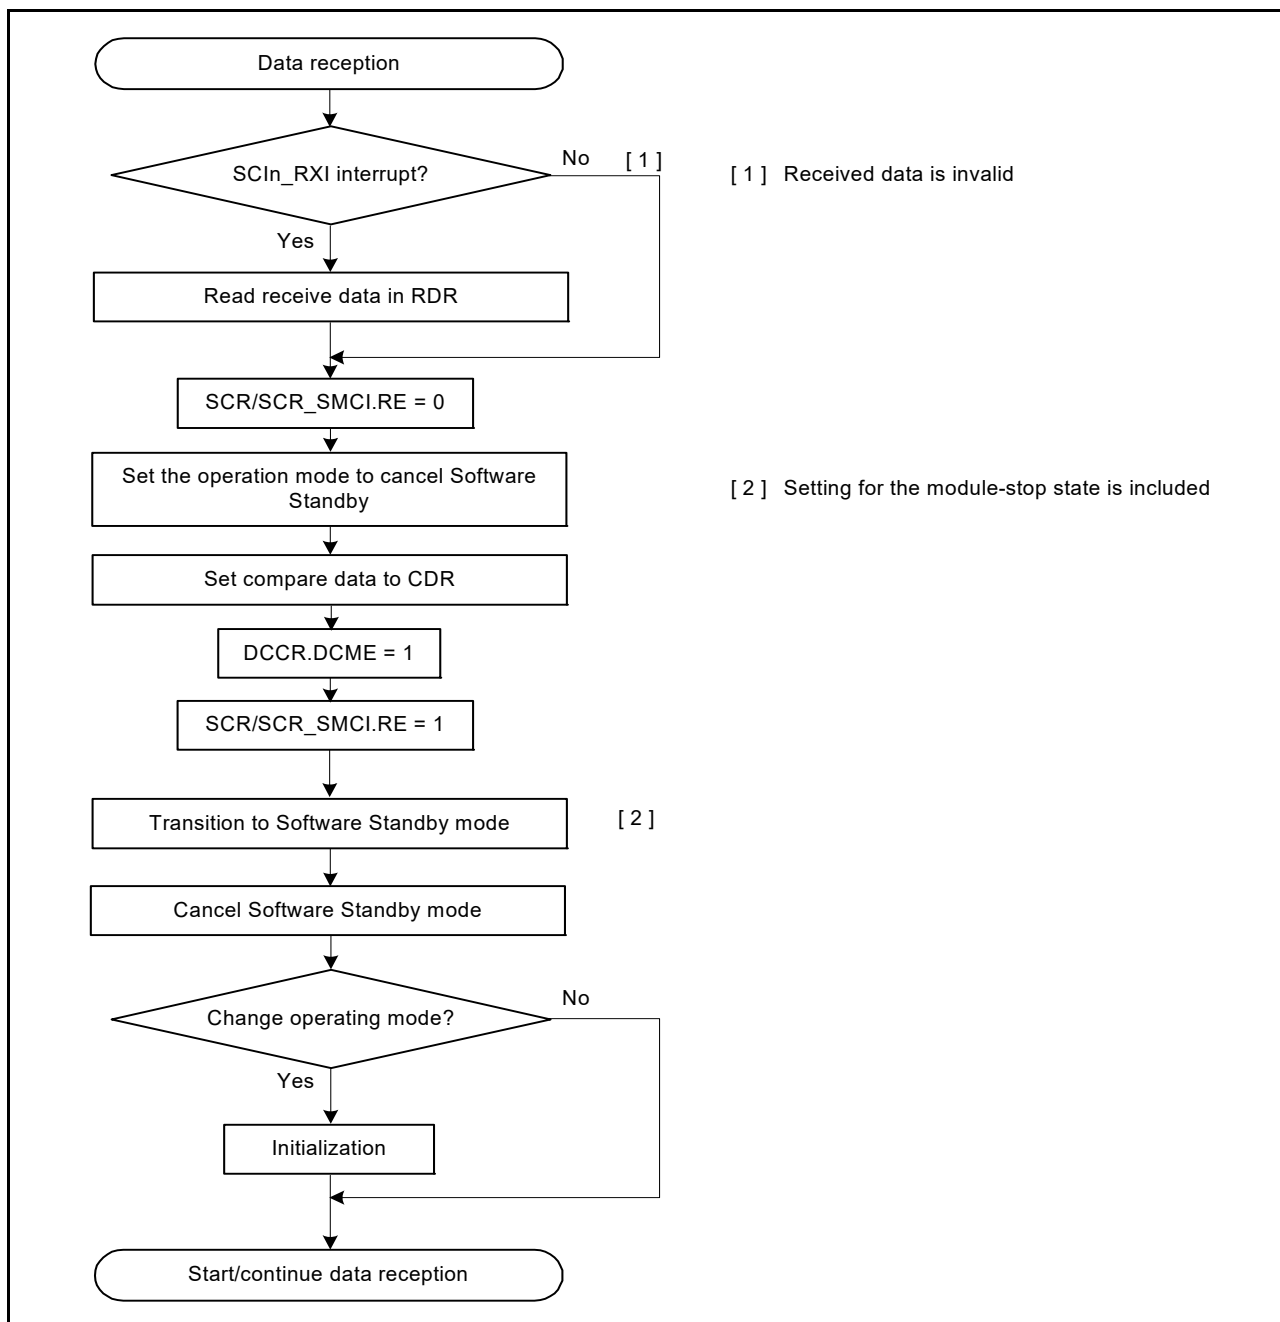 Data reception
SCIn_RXI interrupt?
No [ 1 ]
[ 1 ] Received data is invalid
Yes
Read receive data in RDR
SCR/SCR_SMCI.RE = 0
Set the operation mode to cancel Software
Standby
[ 2 ] Setting for the module-stop state is included
Set compare data to CDR
DCCR.DCME = 1
SCR/SCR_SMCI.RE = 1
Transition to Software Standby mode
[ 2 ]
Cancel Software Standby mode
Change operating mode?
No
Yes
Initialization
Start/continue data reception